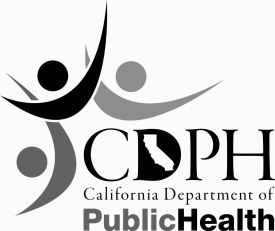 CDPH
California Department of
PublicHealth